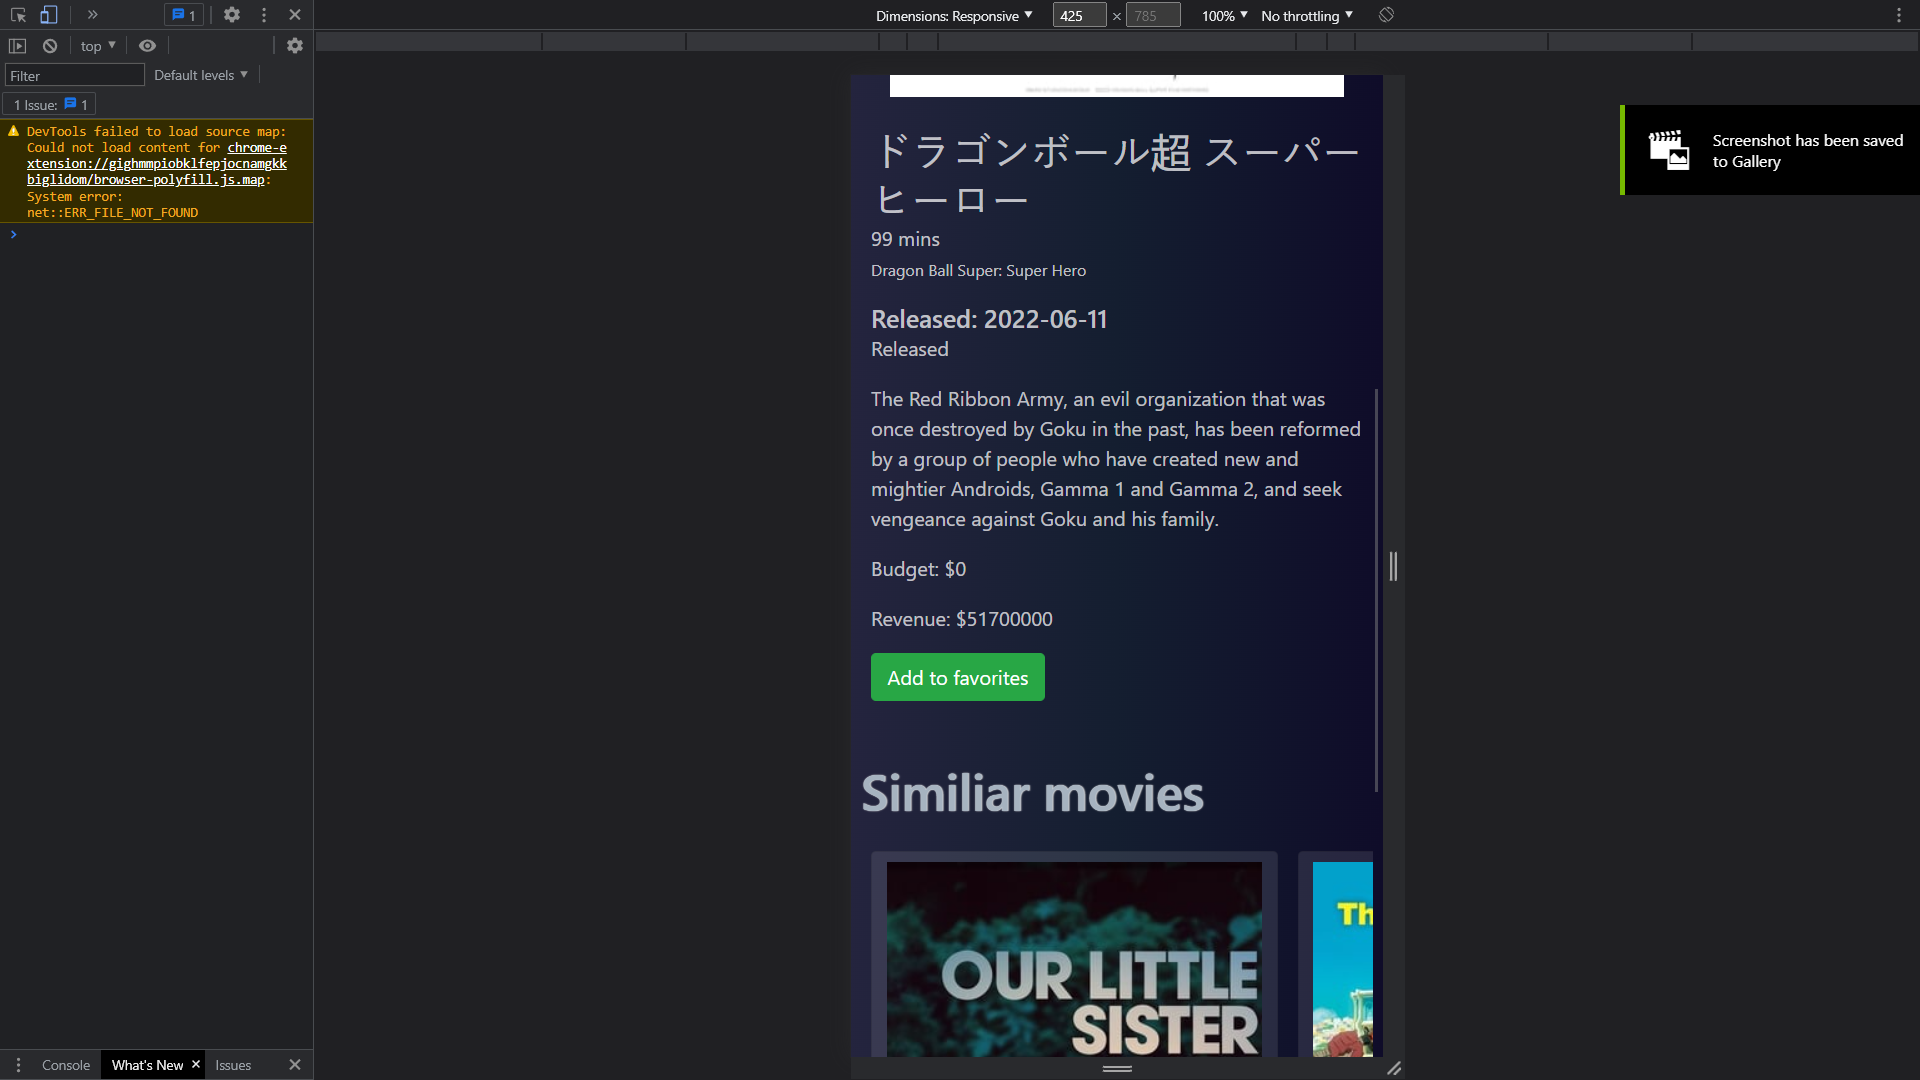 1
Dimensions: Responsive ▼ 425 × 785 100% ▼ No throttling ▼
top ▼
Filter Default levels ▼
1 Issue: 1
DevTools failed to load source map:
Could not load content for chrome-e
xtension://gighmmpiobklfepjocnamgkk
biglidom/browser-polyfill.js.map:
System error:
net::ERR_FILE_NOT_FOUND
Screenshot has been saved
to Gallery
ドラゴンボール超 スーパー
ヒーロー
99 mins
Dragon Ball Super: Super Hero
Released: 2022-06-11
Released
The Red Ribbon Army, an evil organization that was
once destroyed by Goku in the past, has been reformed
by a group of people who have created new and
mightier Androids, Gamma 1 and Gamma 2, and seek
vengeance against Goku and his family.
Budget: $0
Revenue: $51700000
Add to favorites
Similiar movies
OUR LITTLE
SISTER
Th
Console What's New × Issues